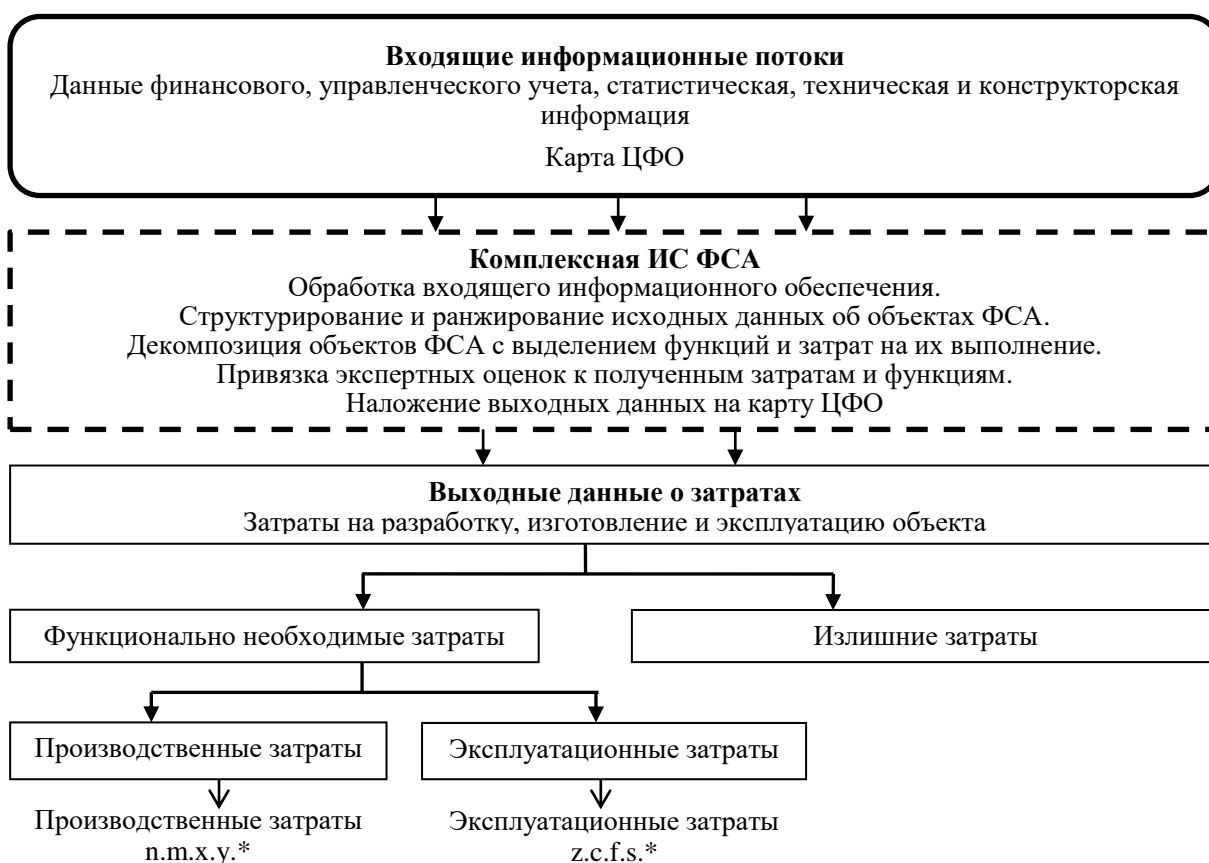 Входящие информационные потоки
Данные финансового, управленческого учета, статистическая, техническая и конструкторская
информация
Карта ЦФО
Комплексная ИС ФСА
Обработка входящего информационного обеспечения.
Структурирование и ранжирование исходных данных об объектах ФСА.
Декомпозиция объектов ФСА с выделением функций и затрат на их выполнение.
Привязка экспертных оценок к полученным затратам и функциям.
Наложение выходных данных на карту ЦФО
Выходные данные о затратах
Затраты на разработку, изготовление и эксплуатацию объекта
Функционально необходимые затраты
Излишние затраты
Производственные затраты
Эксплуатационные затраты
Производственные затраты
n.m.x.y.*
Эксплуатационные затраты
z.c.f.s.*